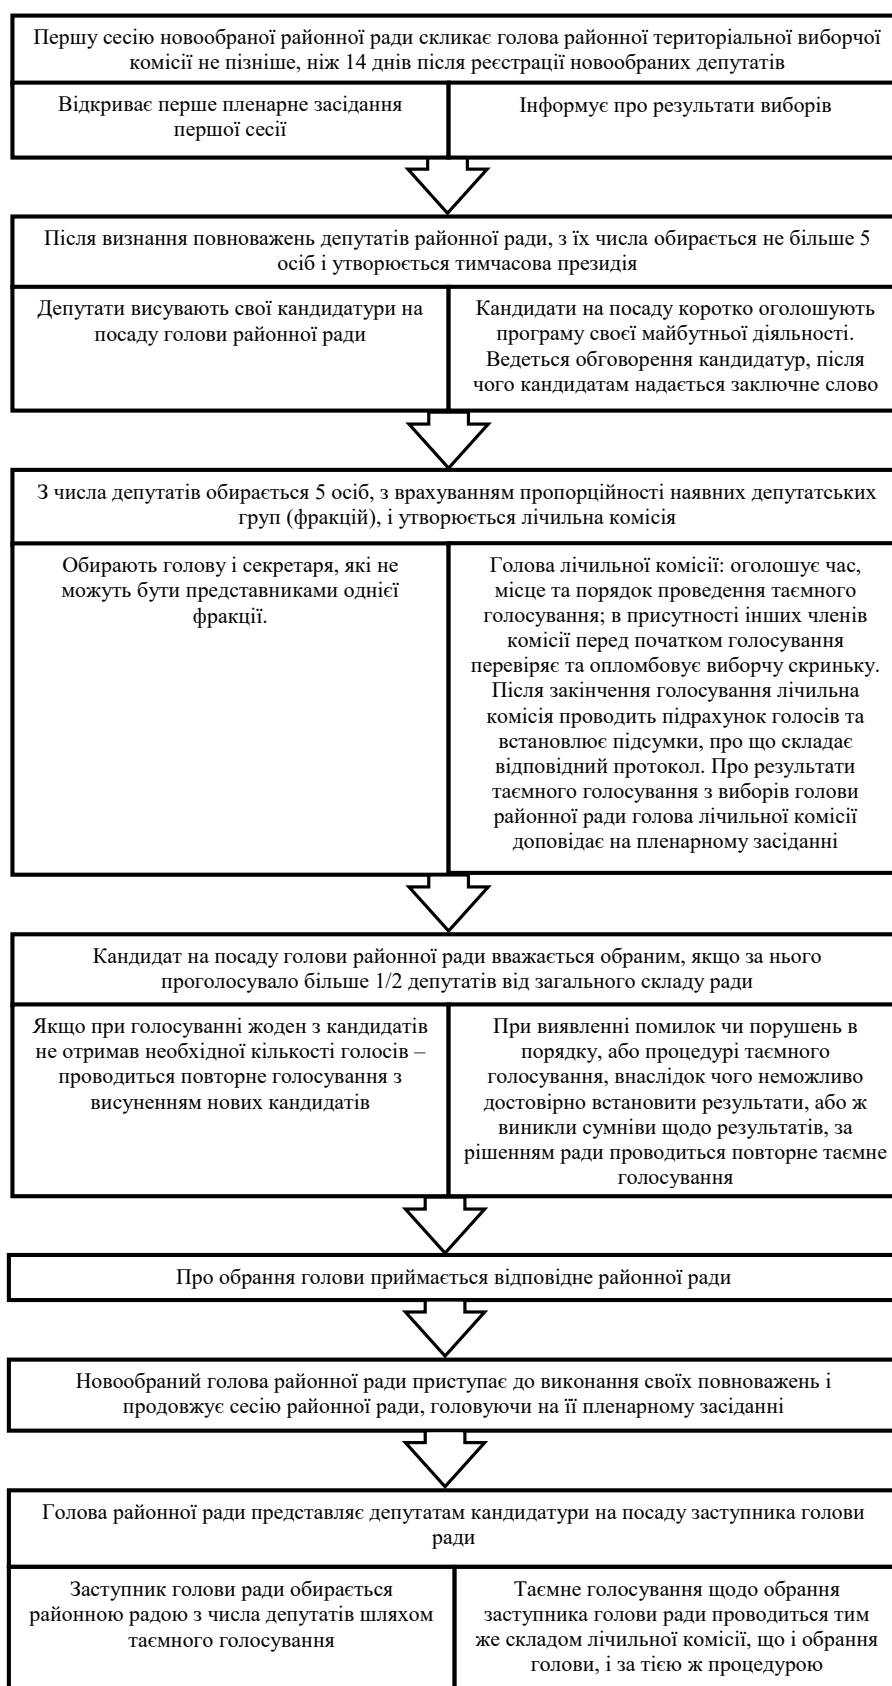 Першу сесію новообраної районної ради скликає голова районної територіальної виборчої
комісії не пізніше, ніж 14 днів після реєстрації новообраних депутатів
Відкриває перше пленарне засідання
першої сесії
Інформує про результати виборів
Після визнання повноважень депутатів районної ради, з їх числа обирається не більше 5
осіб і утворюється тимчасова президія
Депутати висувають свої кандидатури на
посаду голови районної ради
Кандидати на посаду коротко оголошують
програму своєї майбутньої діяльності.
Ведеться обговорення кандидатур, після
чого кандидатам надається заключне слово
З числа депутатів обирається 5 осіб, з врахуванням пропорційності наявних депутатських
груп (фракцій), і утворюється лічильна комісія
Обирають голову і секретаря, які не
можуть бути представниками однієї
фракції.
Голова лічильної комісії: оголошує час,
місце та порядок проведення таємного
голосування; в присутності інших членів
комісії перед початком голосування
перевіряє та опломбовує виборчу скриньку.
Після закінчення голосування лічильна
комісія проводить підрахунок голосів та
встановлює підсумки, про що складає
відповідний протокол. Про результати
таємного голосування з виборів голови
районної ради голова лічильної комісії
доповідає на пленарному засіданні
Кандидат на посаду голови районної ради вважається обраним, якщо за нього
проголосувало більше 1/2 депутатів від загального складу ради
Якщо при голосуванні жоден з кандидатів
не отримав необхідної кількості голосів –
проводиться повторне голосування з
висуненням нових кандидатів
При виявленні помилок чи порушень в
порядку, або процедурі таємного
голосування, внаслідок чого неможливо
достовірно встановити результати, або ж
виникли сумніви щодо результатів, за
рішенням ради проводиться повторне таємне
голосування
Про обрання голови приймається відповідне районної ради
Новообраний голова районної ради приступає до виконання своїх повноважень і
продовжує сесію районної ради, головуючи на її пленарному засіданні
Голова районної ради представляє депутатам кандидатури на посаду заступника голови
ради
Заступник голови ради обирається
районною радою з числа депутатів шляхом
таємного голосування
Таємне голосування щодо обрання
заступника голови ради проводиться тим
же складом лічильної комісії, що і обрання
голови, і за тією ж процедурою